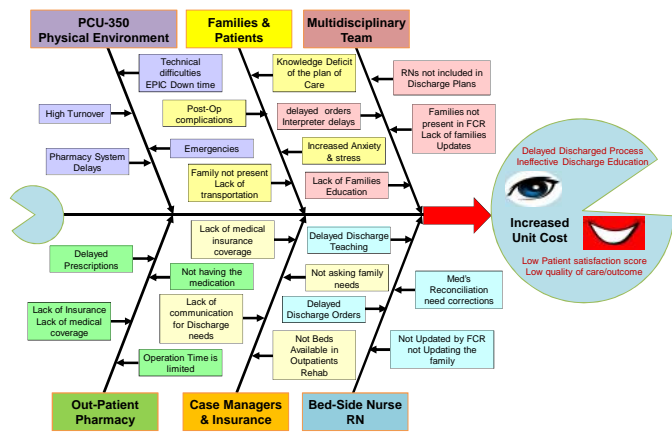 PCU-350
Physical Environment
Families &
Patients
Multidisciplinary
Team
Technical
difficulties
EPIC Down time
High Turnover
Emergencies
Pharmacy System
Delays
Knowledge Deficit
of the plan of
Care
Post-Op
complications
Increased Anxiety
& stress
Family not present
Lack of
transportation
RNs not included in
Discharge Plans
delayed orders
Interpreter delays
Families not
present in FCR
Lack of families
Updates
Lack of Families
Education
Delayed Discharged Process
Ineffective Discharge Education
Increased
Unit Cost
Low Patient satisfaction score
Low quality of care/outcome
Delayed
Prescriptions
Not having the
medication
Lack of Insurance
Lack of medical
coverage
Operation Time is
limited
Lack of medical
insurance
coverage
Not asking family
needs
Lack of
communication
for Discharge
needs
Not Beds
Available in
Outpatients
Rehab
Delayed Discharge
Teaching
Med's
Reconciliation
need corrections
Delayed
Discharge Orders
Not Updated by FCR
not Updating the
family
Out-Patient
Pharmacy
Case Managers
& Insurance
Bed-Side Nurse
RN